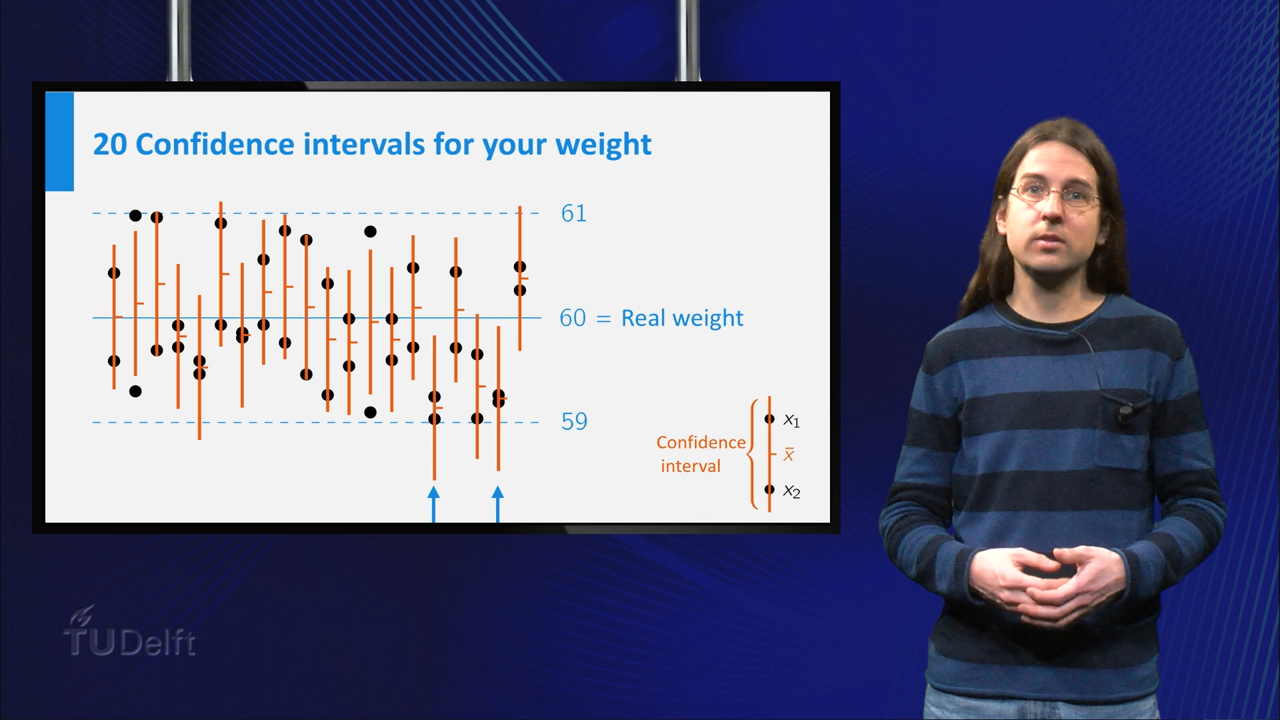 20 Confidence intervals for your weight
61
60 = Real weight
59
Confidence
interval
x₁
x̄
x₂
TUDelft